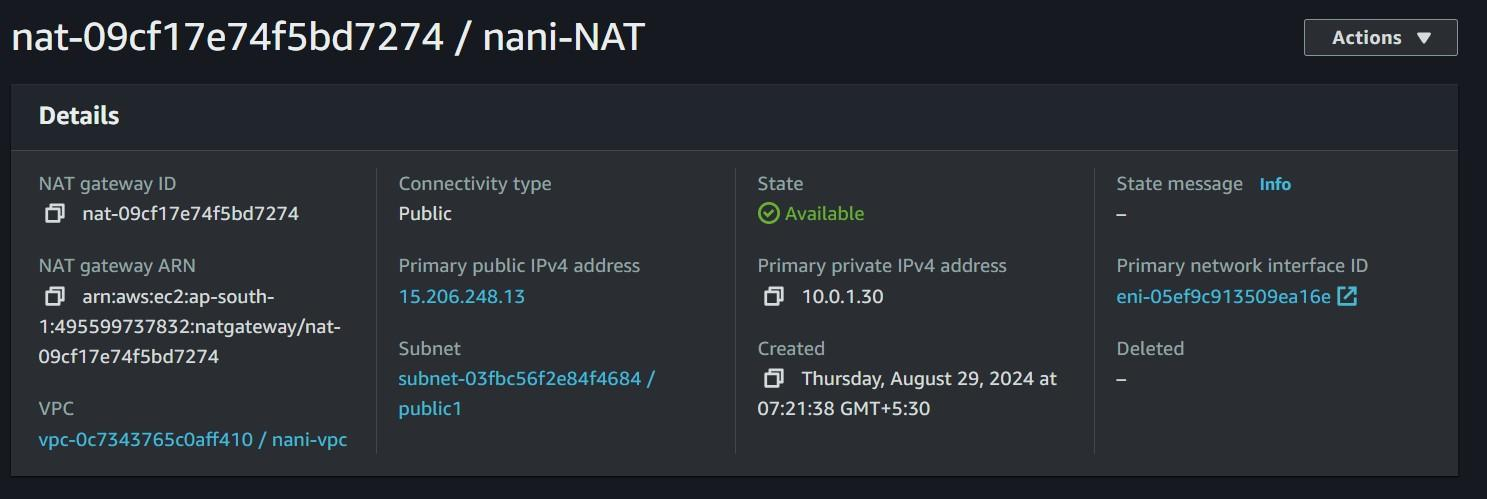 nat-09cf17e74f5bd7274 / nani-NAT
Actions
Details
NAT gateway ID
nat-09cf17e74f5bd7274
NAT gateway ARN
arn:aws:ec2:ap-south-
1:495599737832:natgateway/nat-
09cf17e74f5bd7274
VPC
vpc-0c7343765c0aff410 / nani-vpc
Connectivity type
Public
Primary public IPv4 address
15.206.248.13
Subnet
subnet-03fbc56f2e84f4684 /
public1
State
Available
Primary private IPv4 address
10.0.1.30
Created
Thursday, August 29, 2024 at
07:21:38 GMT+5:30
State message Info
–
Primary network interface ID
eni-05ef9c913509ea16e
Deleted
–